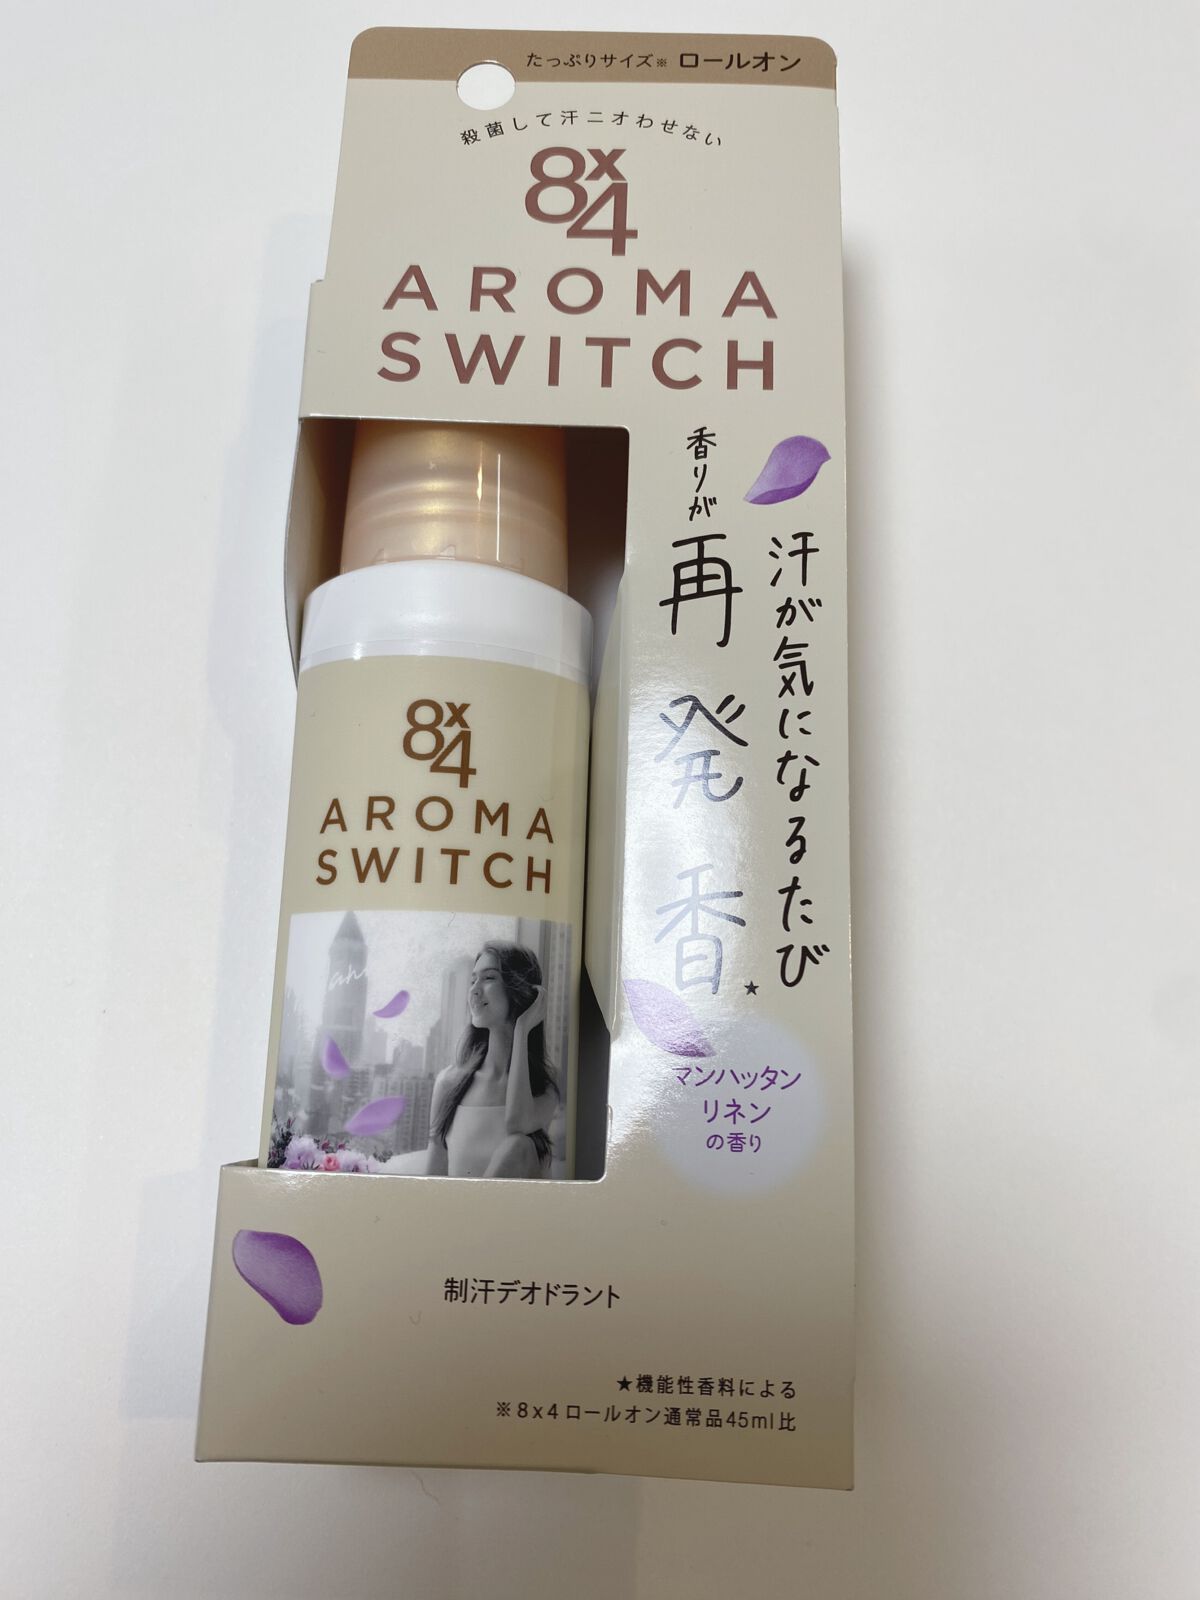 たっぷりサイズ※ ロールオン
殺菌して汗ニオわせない
8x4
AROMA
SWITCH
汗が気になるたび
香りが
再発香★
マンハッタン
リネン
の香り
8x4
AROMA
SWITCH
制汗デオドラント
★機能性香料による
※8x4ロールオン通常品45ml比